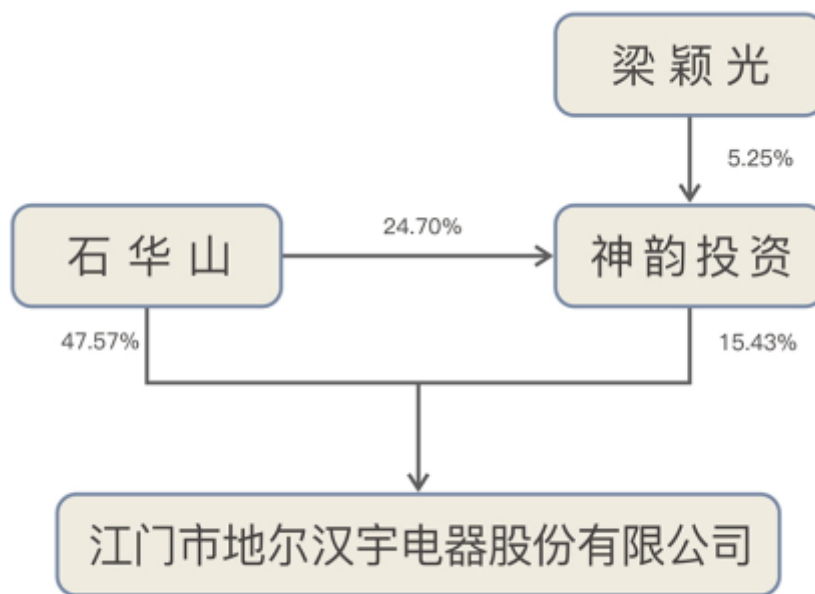 梁颖光
5.25%
石华山
24.70%
神韵投资
47.57%
15.43%
江门市地尔汉宇电器股份有限公司